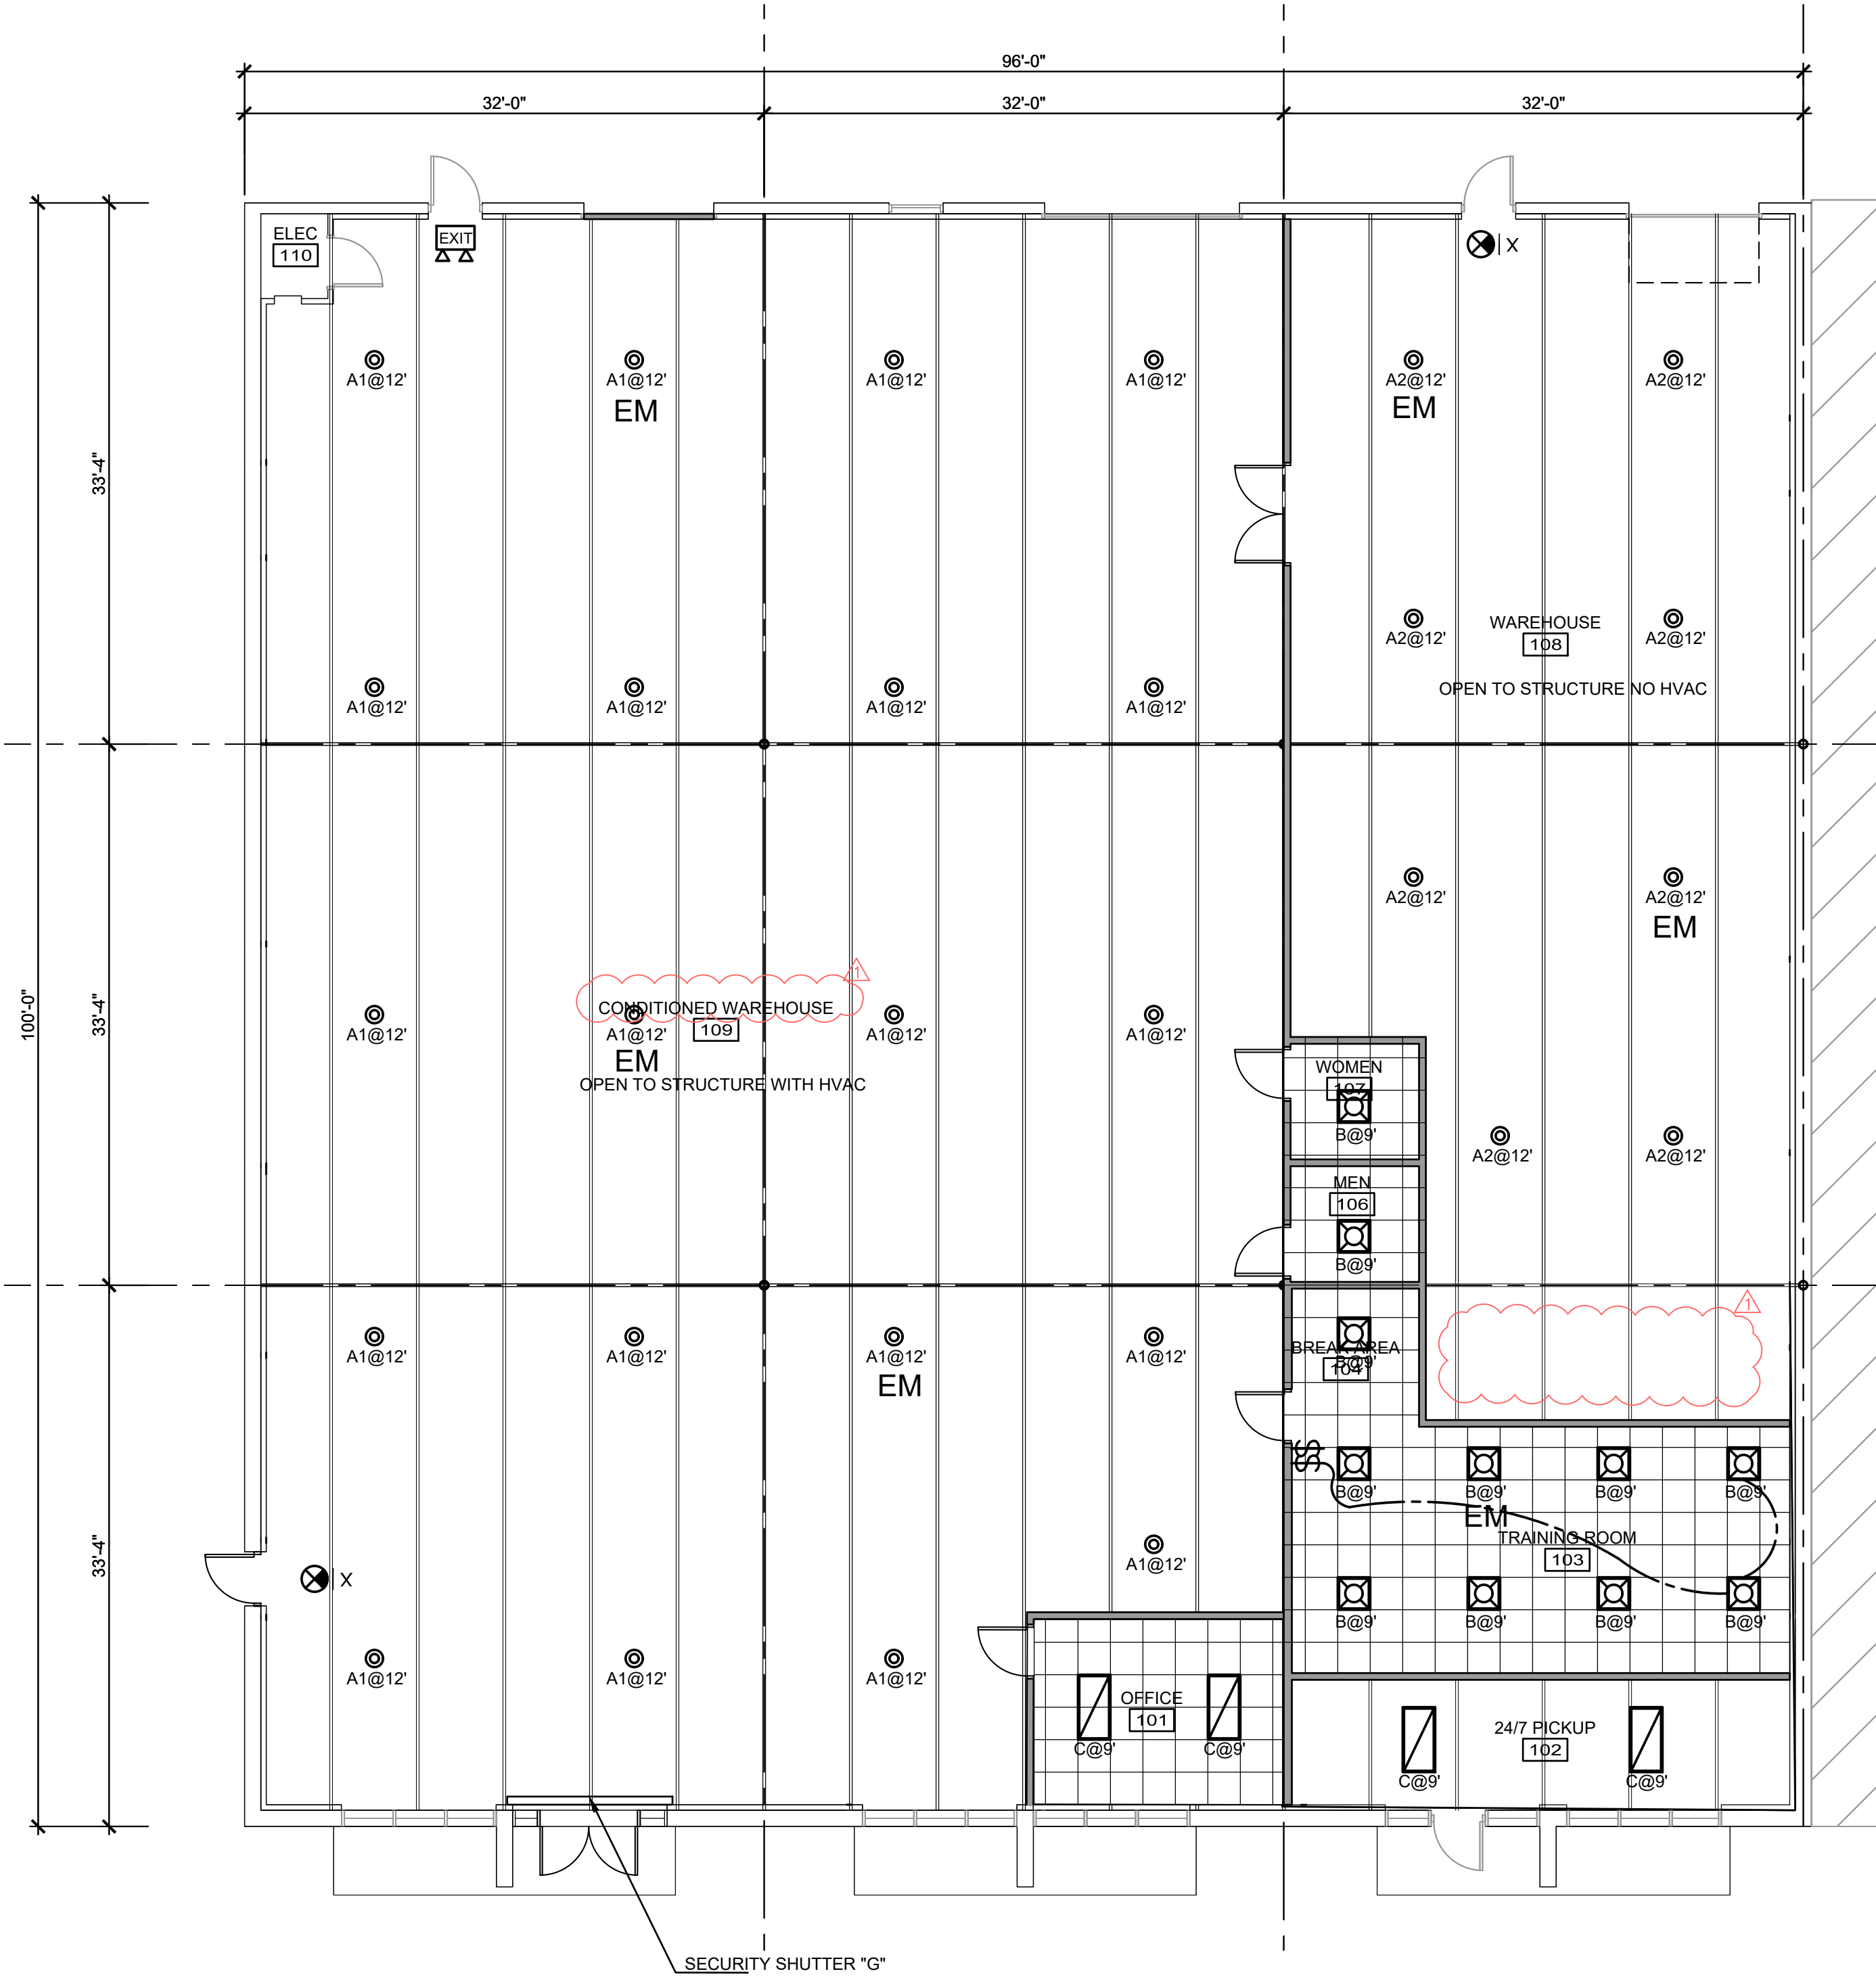 96'-0"
32'-0" 32'-0" 32'-0"
ELEC
110
EXIT
X
A1@12' A1@12' A1@12' A1@12' A2@12' A2@12'
EM EM
33'-4"
WAREHOUSE
108
A2@12' A2@12'
OPEN TO STRUCTURE NO HVAC
A1@12' A1@12' A1@12' A1@12'
A2@12' A2@12'
EM
1
CONDITIONED WAREHOUSE
109
100'-0"
33'-4"
A1@12' A1@12' A1@12' A1@12'
EM
OPEN TO STRUCTURE WITH HVAC
WOMEN
107
B@9'
A2@12' A2@12'
MEN
106
B@9'
1
BREAK AREA
104
B@9'
A1@12' A1@12' A1@12' A1@12'
EM
$$
B@9' B@9' B@9' B@9'
EM
TRAINING ROOM
103
33'-4"
A1@12'
X
B@9' B@9' B@9' B@9'
A1@12' A1@12' A1@12'
OFFICE
101
C@9' C@9'
24/7 PICKUP
102
C@9' C@9'
SECURITY SHUTTER "G"